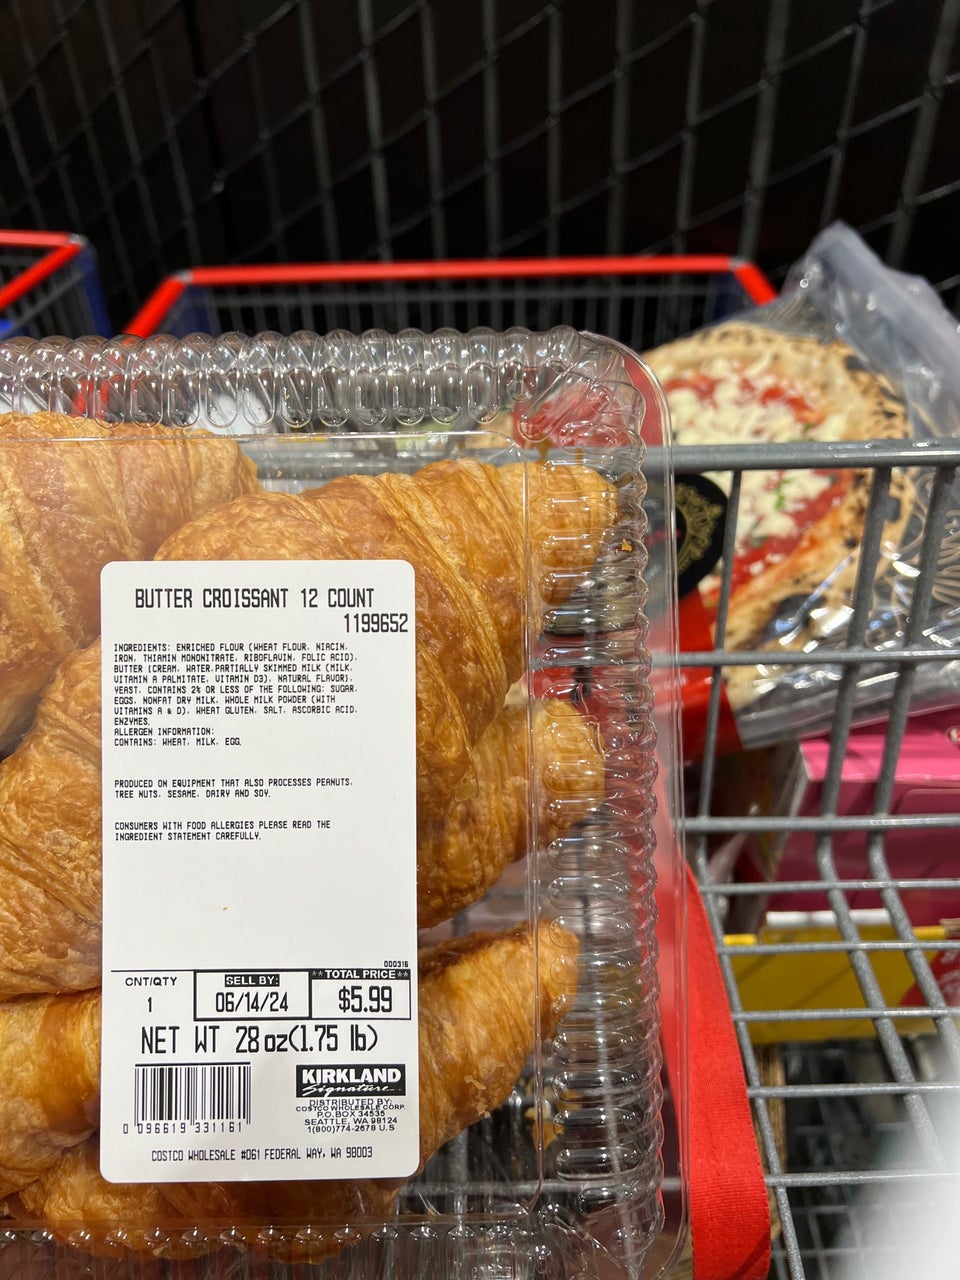 BUTTER CROISSANT 12 COUNT
1199652
INGREDIENTS: ENRICHED FLOUR (WHEAT FLOUR, NIACIN,
IRON, THIAMIN MONONITRATE, RIBOFLAVIN, FOLIC ACID),
BUTTER (CREAM, WATER,PARTIALLY SKIMMED MILK (MILK,
VITAMIN A PALMITATE, VITAMIN D3), NATURAL FLAVOR),
YEAST. CONTAINS 2% OR LESS OF THE FOLLOWING: SUGAR,
EGGS, NONFAT DRY MILK, WHOLE MILK POWDER (WITH
VITAMINS A & D), WHEAT GLUTEN, SALT, ASCORBIC ACID,
ENZYMES.
ALLERGEN INFORMATION:
CONTAINS: WHEAT, MILK, EGG.
PRODUCED ON EQUIPMENT THAT ALSO PROCESSES PEANUTS,
TREE NUTS, SESAME, DAIRY AND SOY.
CONSUMERS WITH FOOD ALLERGIES PLEASE READ THE
INGREDIENT STATEMENT CAREFULLY.
000316
CNT/QTY SELL BY: **TOTAL PRICE**
1 06/14/24 $5.99
NET WT 28 oz(1.75 lb)
KIRKLAND
Signature
DISTRIBUTED BY:
COSTCO WHOLESALE CORP.
P.O.BOX 34535
SEATTLE, WA 98124
1(800)774-2678 U.S
0 096619 331161
COSTCO WHOLESALE #061 FEDERAL WAY, WA 98003